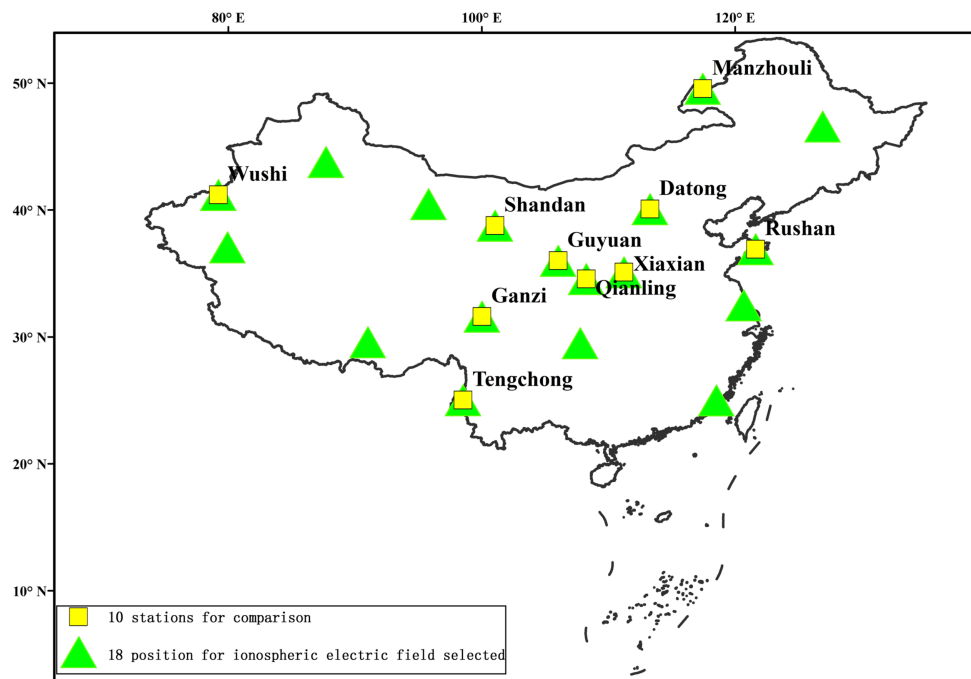 80° E 100° E 120° E
50° N
Manzhouli
Wushi
40° N
Shandan
Datong
Guyuan
Rushan
Xiaxian
Qianling
Ganzi
30° N
Tengchong
20° N
10° N
10 stations for comparison
18 position for ionospheric electric field selected